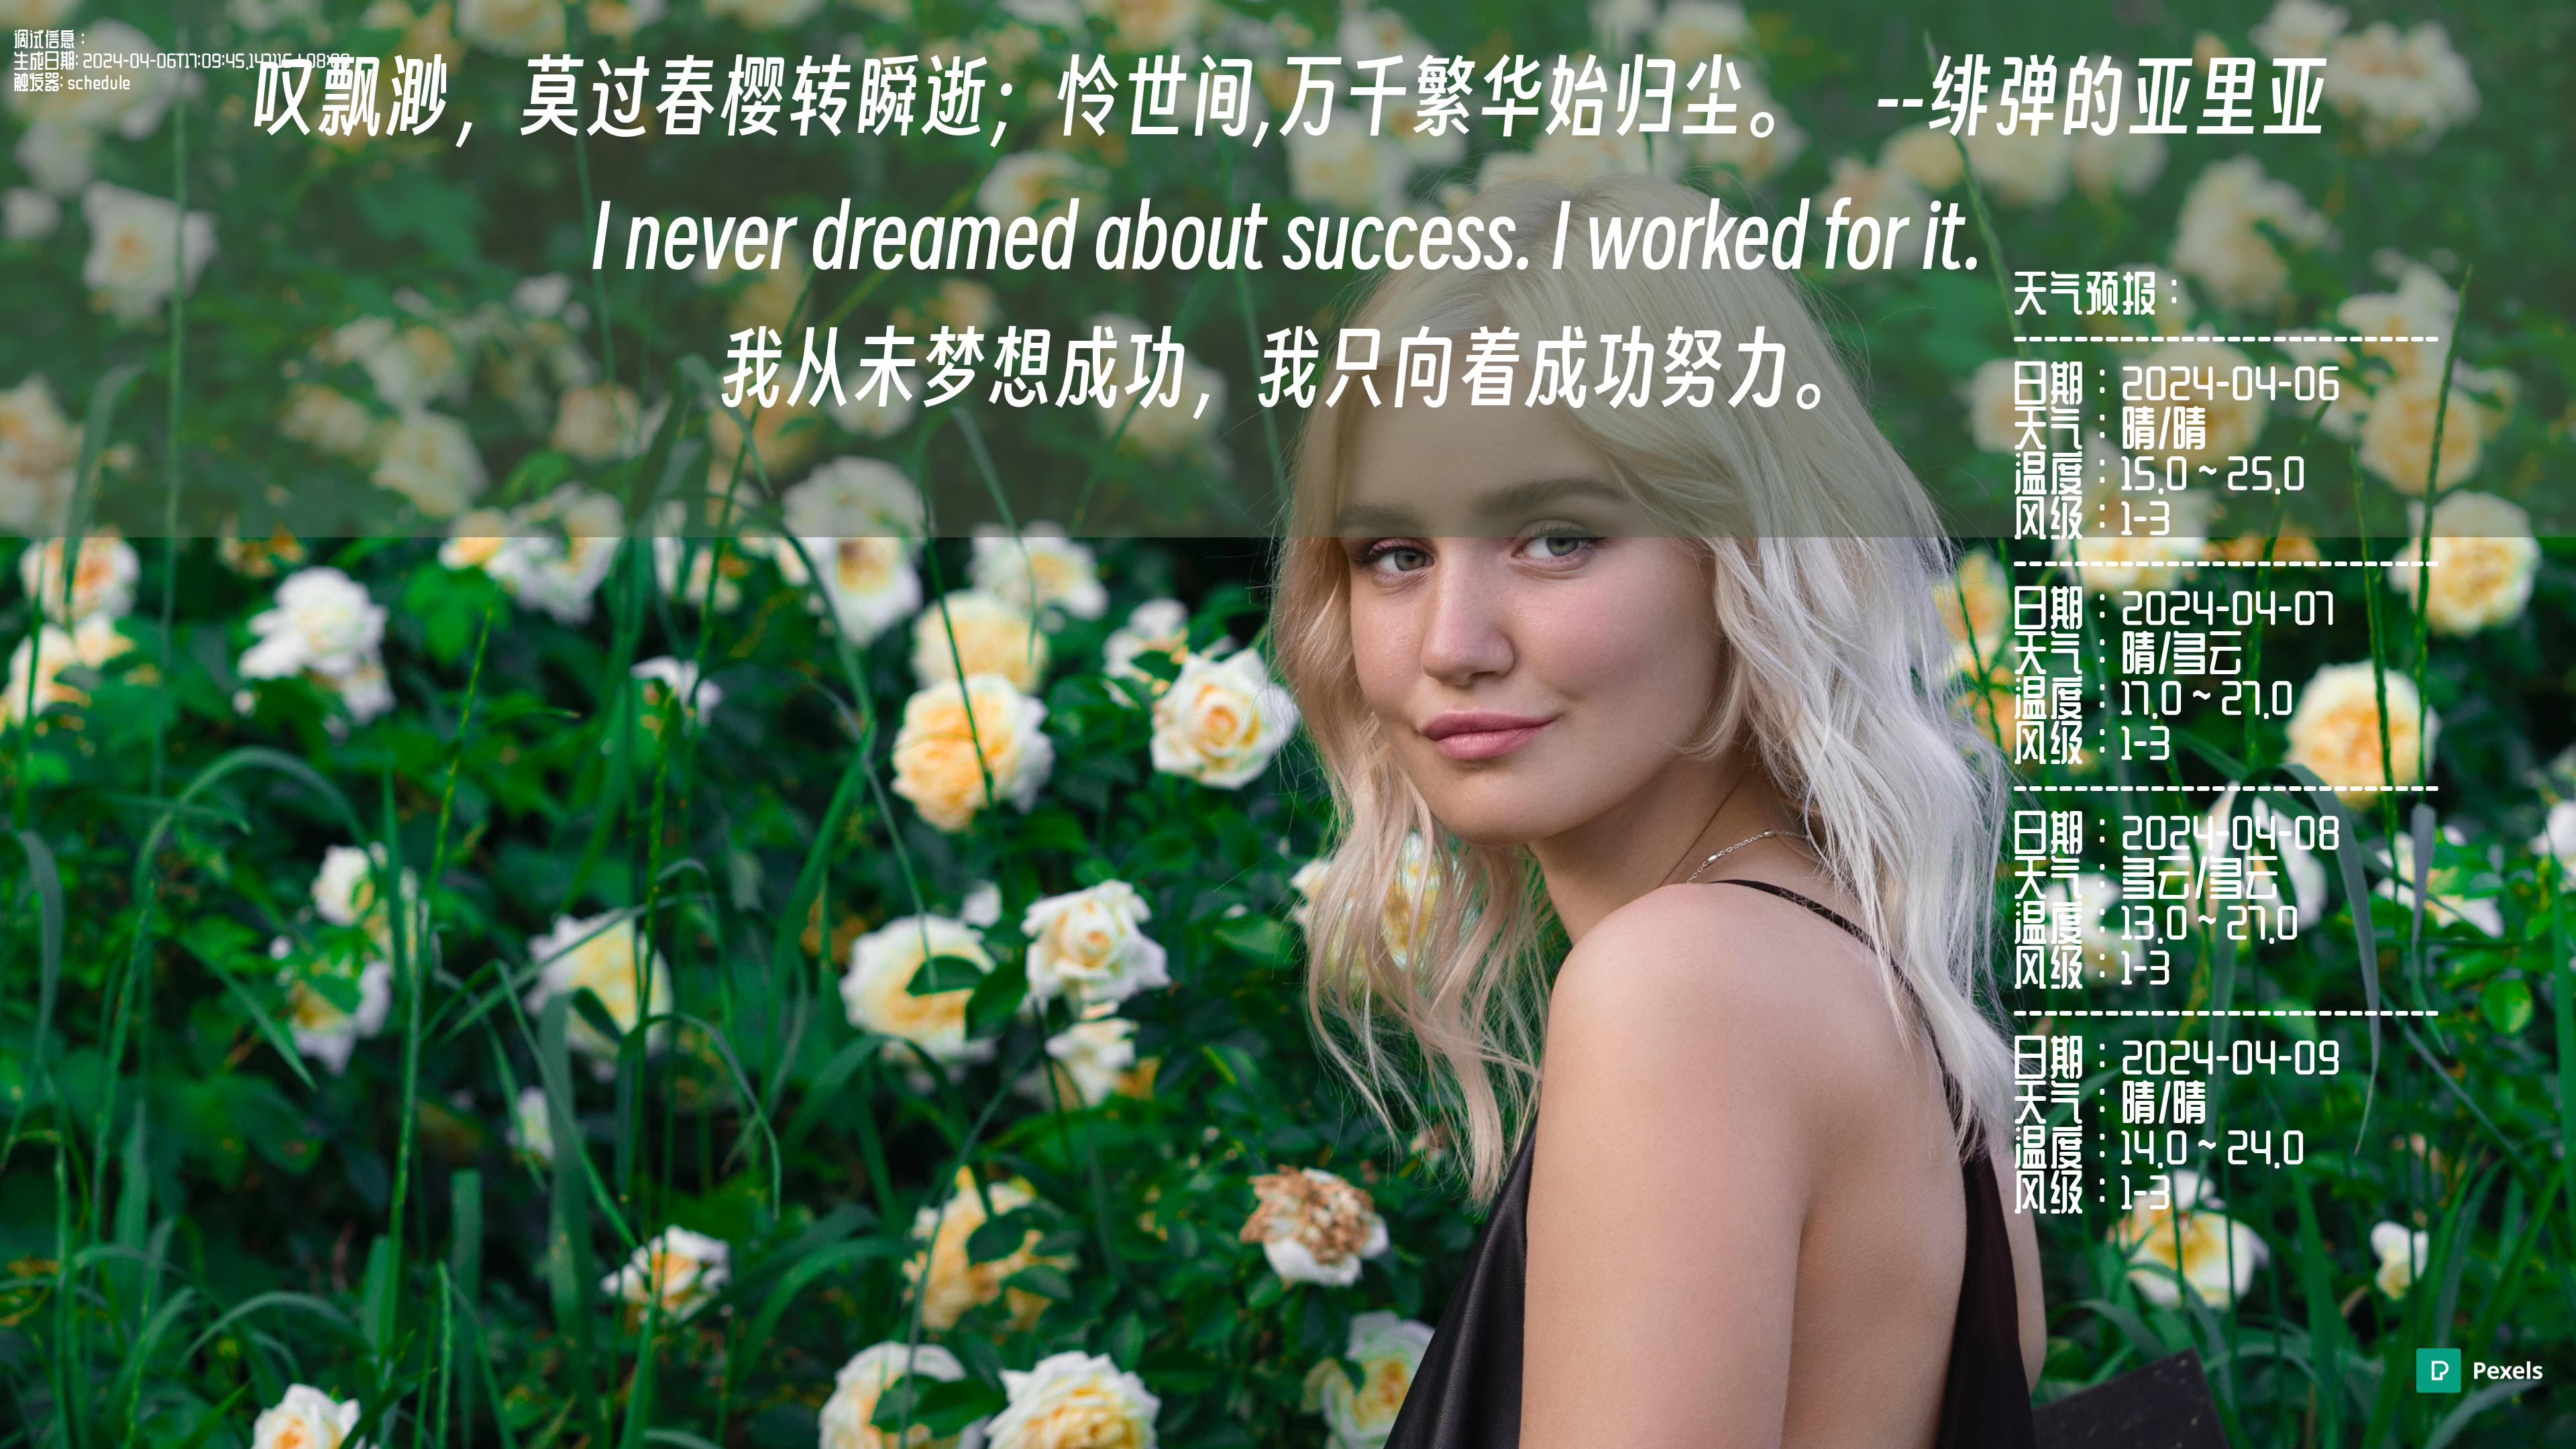 调试信息：
生成日期: 2024-04-06T17:09:45
触发器: schedule
叹飘渺，莫过春樱转瞬逝；怜世间,万千繁华始归尘。 --绯弹的亚里亚
I never dreamed about success. I worked for it.
我从未梦想成功，我只向着成功努力。
天气预报：
----------------------------
日期：2024-04-06
天气：晴/晴
温度：15.0 ~ 25.0
风级：1-3
----------------------------
日期：2024-04-07
天气：晴/多云
温度：17.0 ~ 27.0
风级：1-3
----------------------------
日期：2024-04-08
天气：多云/多云
温度：13.0 ~ 27.0
风级：1-3
----------------------------
日期：2024-04-09
天气：晴/晴
温度：14.0 ~ 24.0
风级：1-3
Pexels